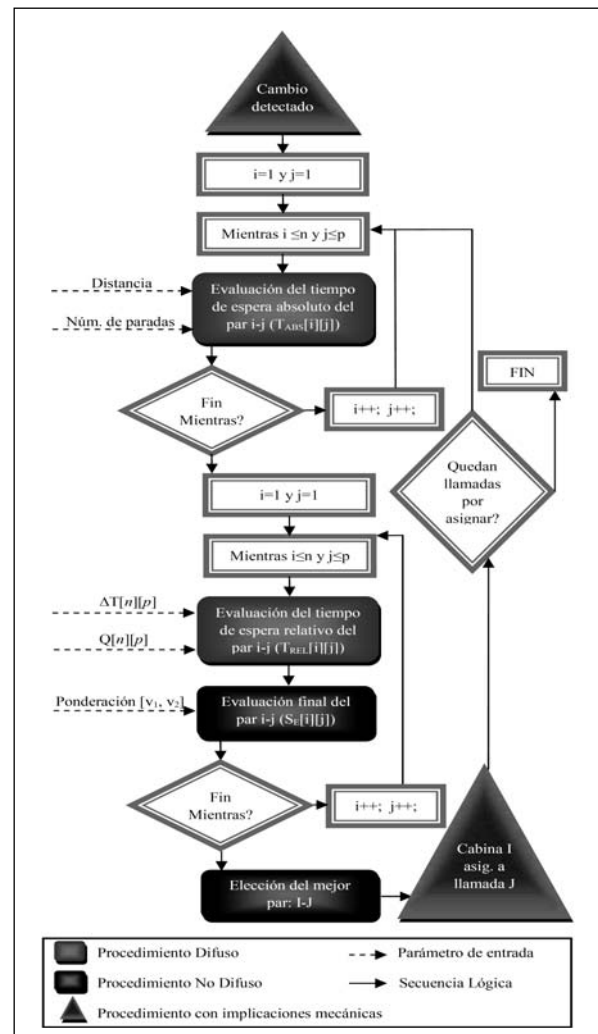 Cambio
detectado
i=1 y j=1
Mientras i ≤n y j≤p
Distancia
Núm. de paradas
Evaluación del tiempo
de espera absoluto del
par i-j (TABS[i][j])
Fin
Mientras?
i++; j++;
FIN
Quedan
llamadas
por
asignar?
i=1 y j=1
Mientras i≤n y j≤p
ΔT[n][p]
Q[n][p]
Evaluación del tiempo
de espera relativo del
par i-j (TREL[i][j])
Ponderación [v1, v2]
Evaluación final del
par i-j (SE[i][j])
Fin
Mientras?
i++; j++;
Cabina I
asig. a
llamada J
Elección del mejor
par: I-J
Procedimiento Difuso
Parámetro de entrada
Procedimiento No Difuso
Secuencia Lógica
Procedimiento con implicaciones mecánicas